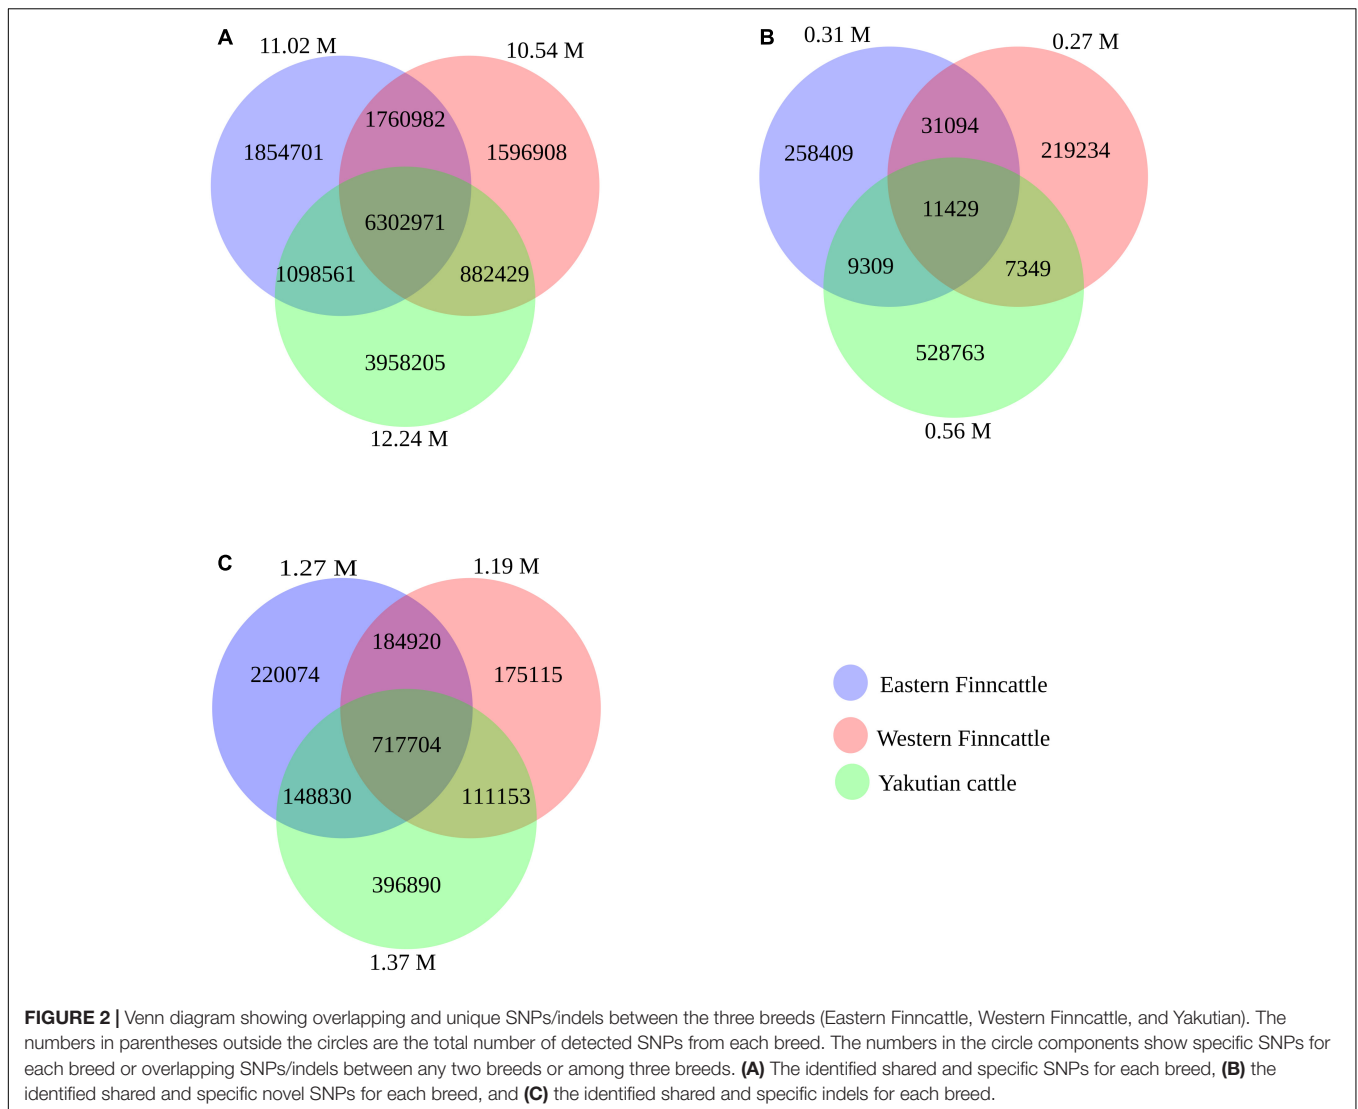 A
11.02 M
10.54 M
1760982
1854701
1596908
6302971
1098561
882429
3958205
12.24 M
B
0.31 M
0.27 M
31094
258409
219234
11429
9309
7349
528763
0.56 M
C
1.27 M
1.19 M
184920
220074
175115
717704
148830
111153
396890
1.37 M
Eastern Finncattle
Western Finncattle
Yakutian cattle
FIGURE 2 | Venn diagram showing overlapping and unique SNPs/indels between the three breeds (Eastern Finncattle, Western Finncattle, and Yakutian). The
numbers in parentheses outside the circles are the total number of detected SNPs from each breed. The numbers in the circle components show specific SNPs for
each breed or overlapping SNPs/indels between any two breeds or among three breeds. (A) The identified shared and specific SNPs for each breed, (B) the
identified shared and specific novel SNPs for each breed, and (C) the identified shared and specific indels for each breed.